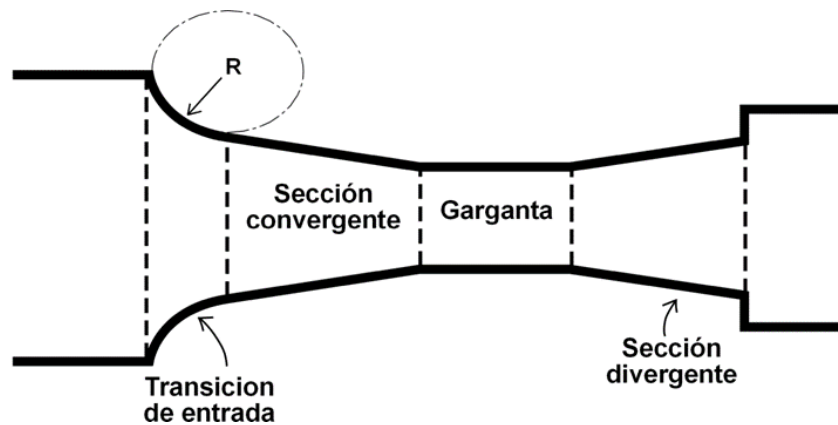 R
Sección
convergente
Garganta
Sección
divergente
Transicion
de entrada